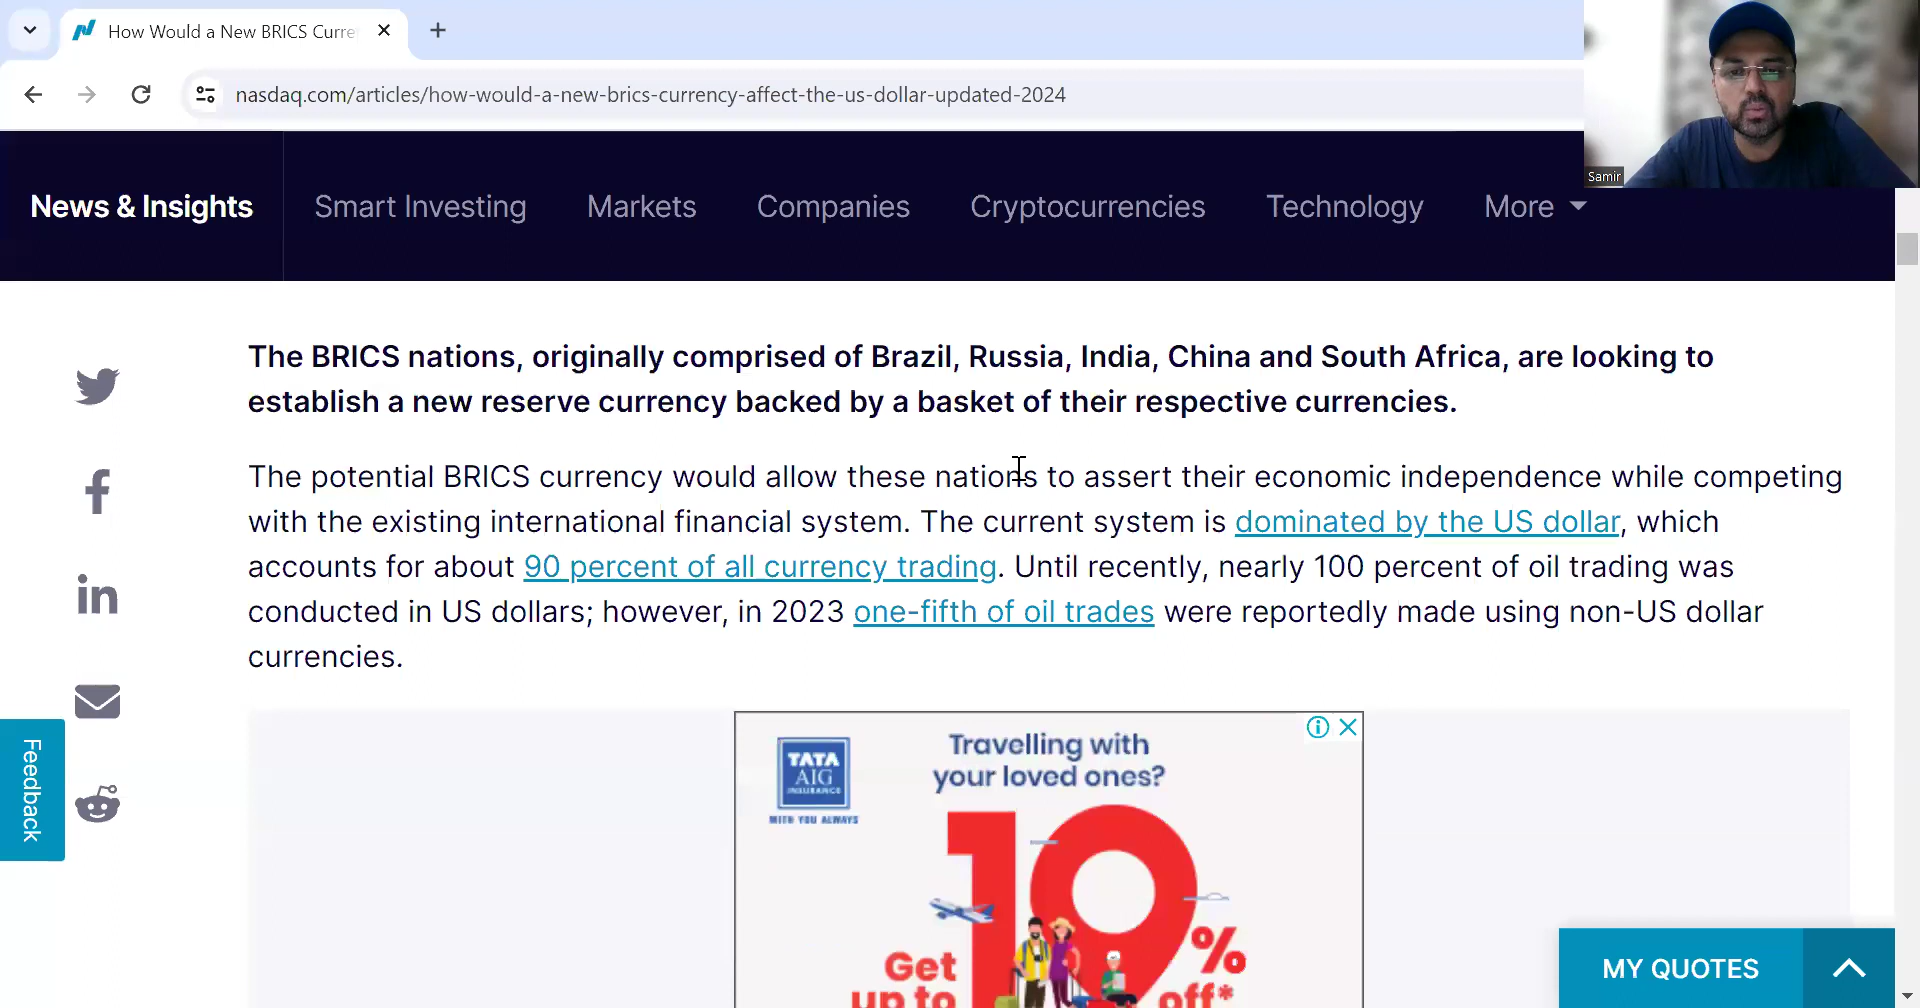 How Would a New BRICS Curre
nasdaq.com/articles/how-would-a-new-brics-currency-affect-the-us-dollar-updated-2024
Samir
News & Insights
Smart Investing
Markets
Companies
Cryptocurrencies
Technology
More
The BRICS nations, originally comprised of Brazil, Russia, India, China and South Africa, are looking to
establish a new reserve currency backed by a basket of their respective currencies.
The potential BRICS currency would allow these nations to assert their economic independence while competing
with the existing international financial system. The current system is dominated by the US dollar, which
accounts for about 90 percent of all currency trading. Until recently, nearly 100 percent of oil trading was
conducted in US dollars; however, in 2023 one-fifth of oil trades were reportedly made using non-US dollar
currencies.
Feedback
TATA
AIG
INSURANCE
WITH YOU ALWAYS
Travelling with
your loved ones?
Get
up to
19
%
off*
MY QUOTES